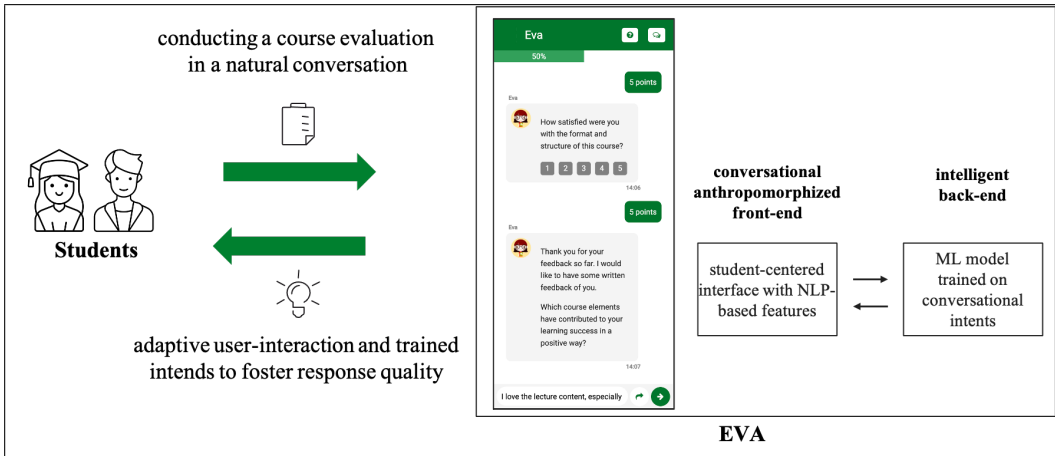 conducting a course evaluation
in a natural conversation
Students
adaptive user-interaction and trained
intends to foster response quality
Eva
50%
5 points
Eva
How satisfied were you
with the format and
structure of this course?
1 2 3 4 5
14:06
5 points
Eva
Thank you for your
feedback so far. I would
like to have some written
feedback of you.
Which course elements
have contributed to your
learning success in a
positive way?
14:07
I love the lecture content, especially
conversational
anthropomorphized
front-end
student-centered
interface with NLP-
based features
intelligent
back-end
ML model
trained on
conversational
intents
EVA